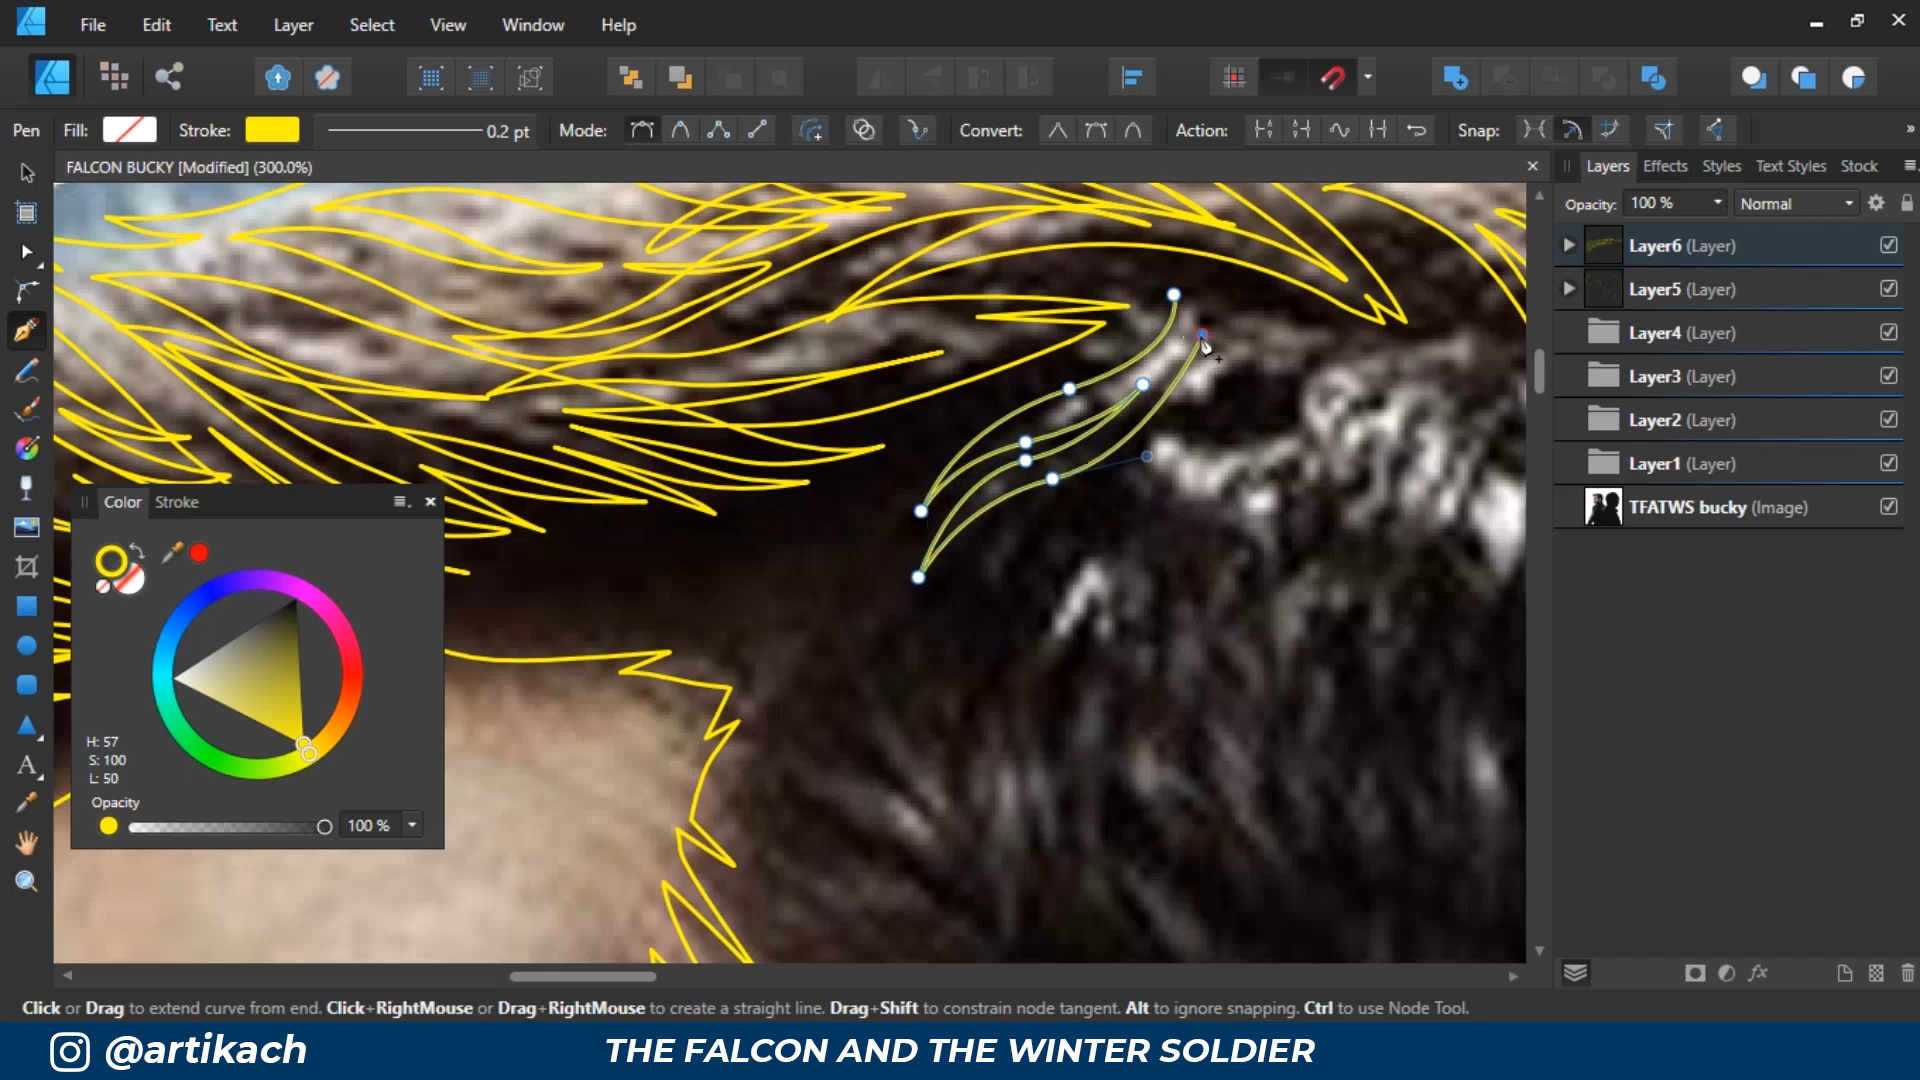 File Edit Text Layer Select View Window Help
Pen Fill: Stroke: 0.2 pt Mode: Convert: Action: Snap: »
FALCON BUCKY [Modified] (300.0%)
Layers Effects Styles Text Styles Stock
Opacity: 100 % Normal
Layer6 (Layer)
Layer5 (Layer)
Layer4 (Layer)
Layer3 (Layer)
Layer2 (Layer)
Layer1 (Layer)
TFATWS bucky (Image)
Color Stroke
H: 57
S: 100
L: 50
Opacity
100 %
Click or Drag to extend curve from end. Click+RightMouse or Drag+RightMouse to create a straight line. Drag+Shift to constrain node tangent. Alt to ignore snapping. Ctrl to use Node Tool.
@artikach
THE FALCON AND THE WINTER SOLDIER